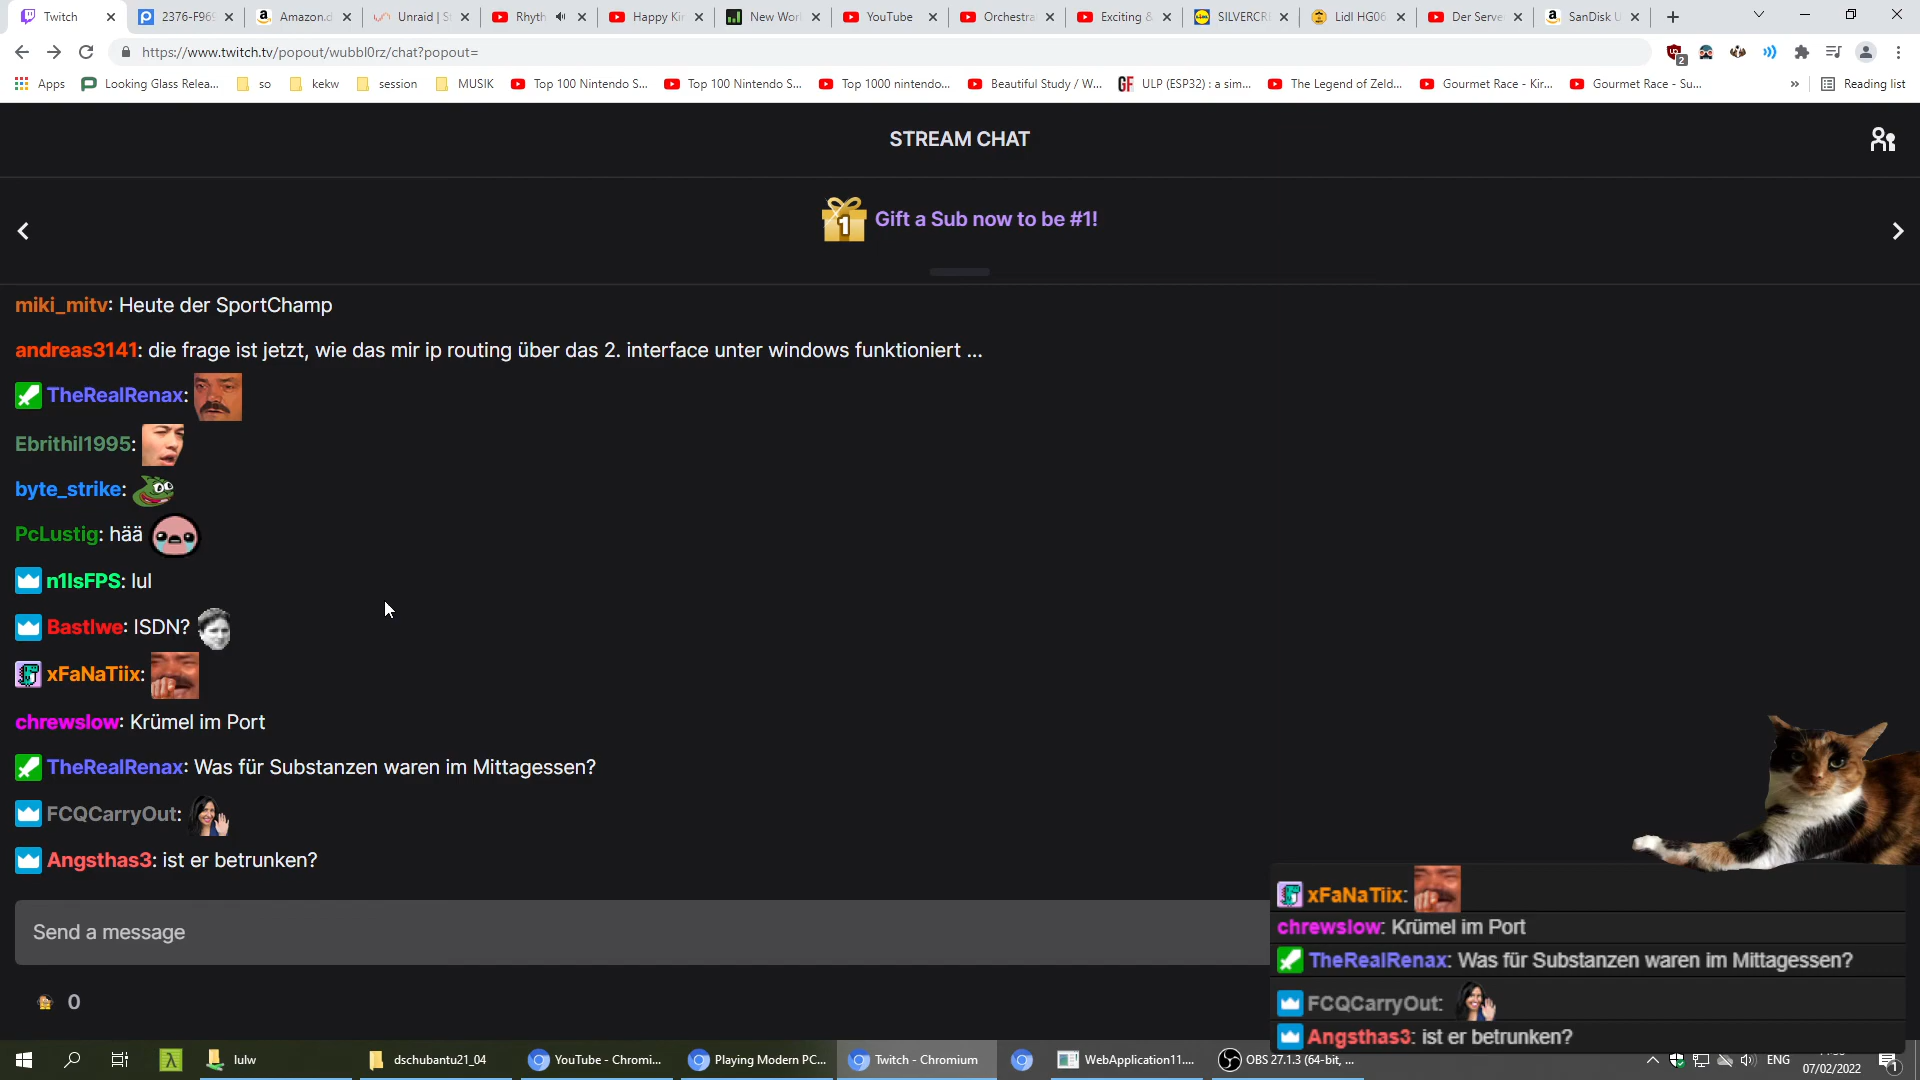 Twitch
2376-F96
Amazon.d
Unraid | S
Rhyth
Happy Ki
New Wor
YouTube
Orchestra
Exciting &
SILVERCR
Lidl HG06
Der Serve
SanDisk U
https://www.twitch.tv/popout/wubbl0rz/chat?popout=
2
Apps
Looking Glass Relea...
so
kekw
session
MUSIK
Top 100 Nintendo S...
Top 100 Nintendo S...
Top 1000 nintendo...
Beautiful Study / W...
GF
ULP (ESP32) : a sim...
The Legend of Zeld...
Gourmet Race - Kir...
Gourmet Race - Su...
»
Reading list
STREAM CHAT
1
Gift a Sub now to be #1!
miki_mitv: Heute der SportChamp
andreas3141: die frage ist jetzt, wie das mir ip routing über das 2. interface unter windows funktioniert ...
TheRealRenax:
Ebrithil1995:
byte_strike:
PcLustig: hää
n1lsFPS: lul
Bastlwe: ISDN?
xFaNaTiix:
chrewslow: Krümel im Port
TheRealRenax: Was für Substanzen waren im Mittagessen?
FCQCarryOut:
Angsthas3: ist er betrunken?
Send a message
0
xFaNaTiix:
chrewslow: Krümel im Port
TheRealRenax: Was für Substanzen waren im Mittagessen?
FCQCarryOut:
Angsthas3: ist er betrunken?
lulw
dschubantu21_04
YouTube - Chromi...
Playing Modern PC...
Twitch - Chromium
WebApplication11....
OBS 27.1.3 (64-bit, ...
ENG
07/02/2022
1